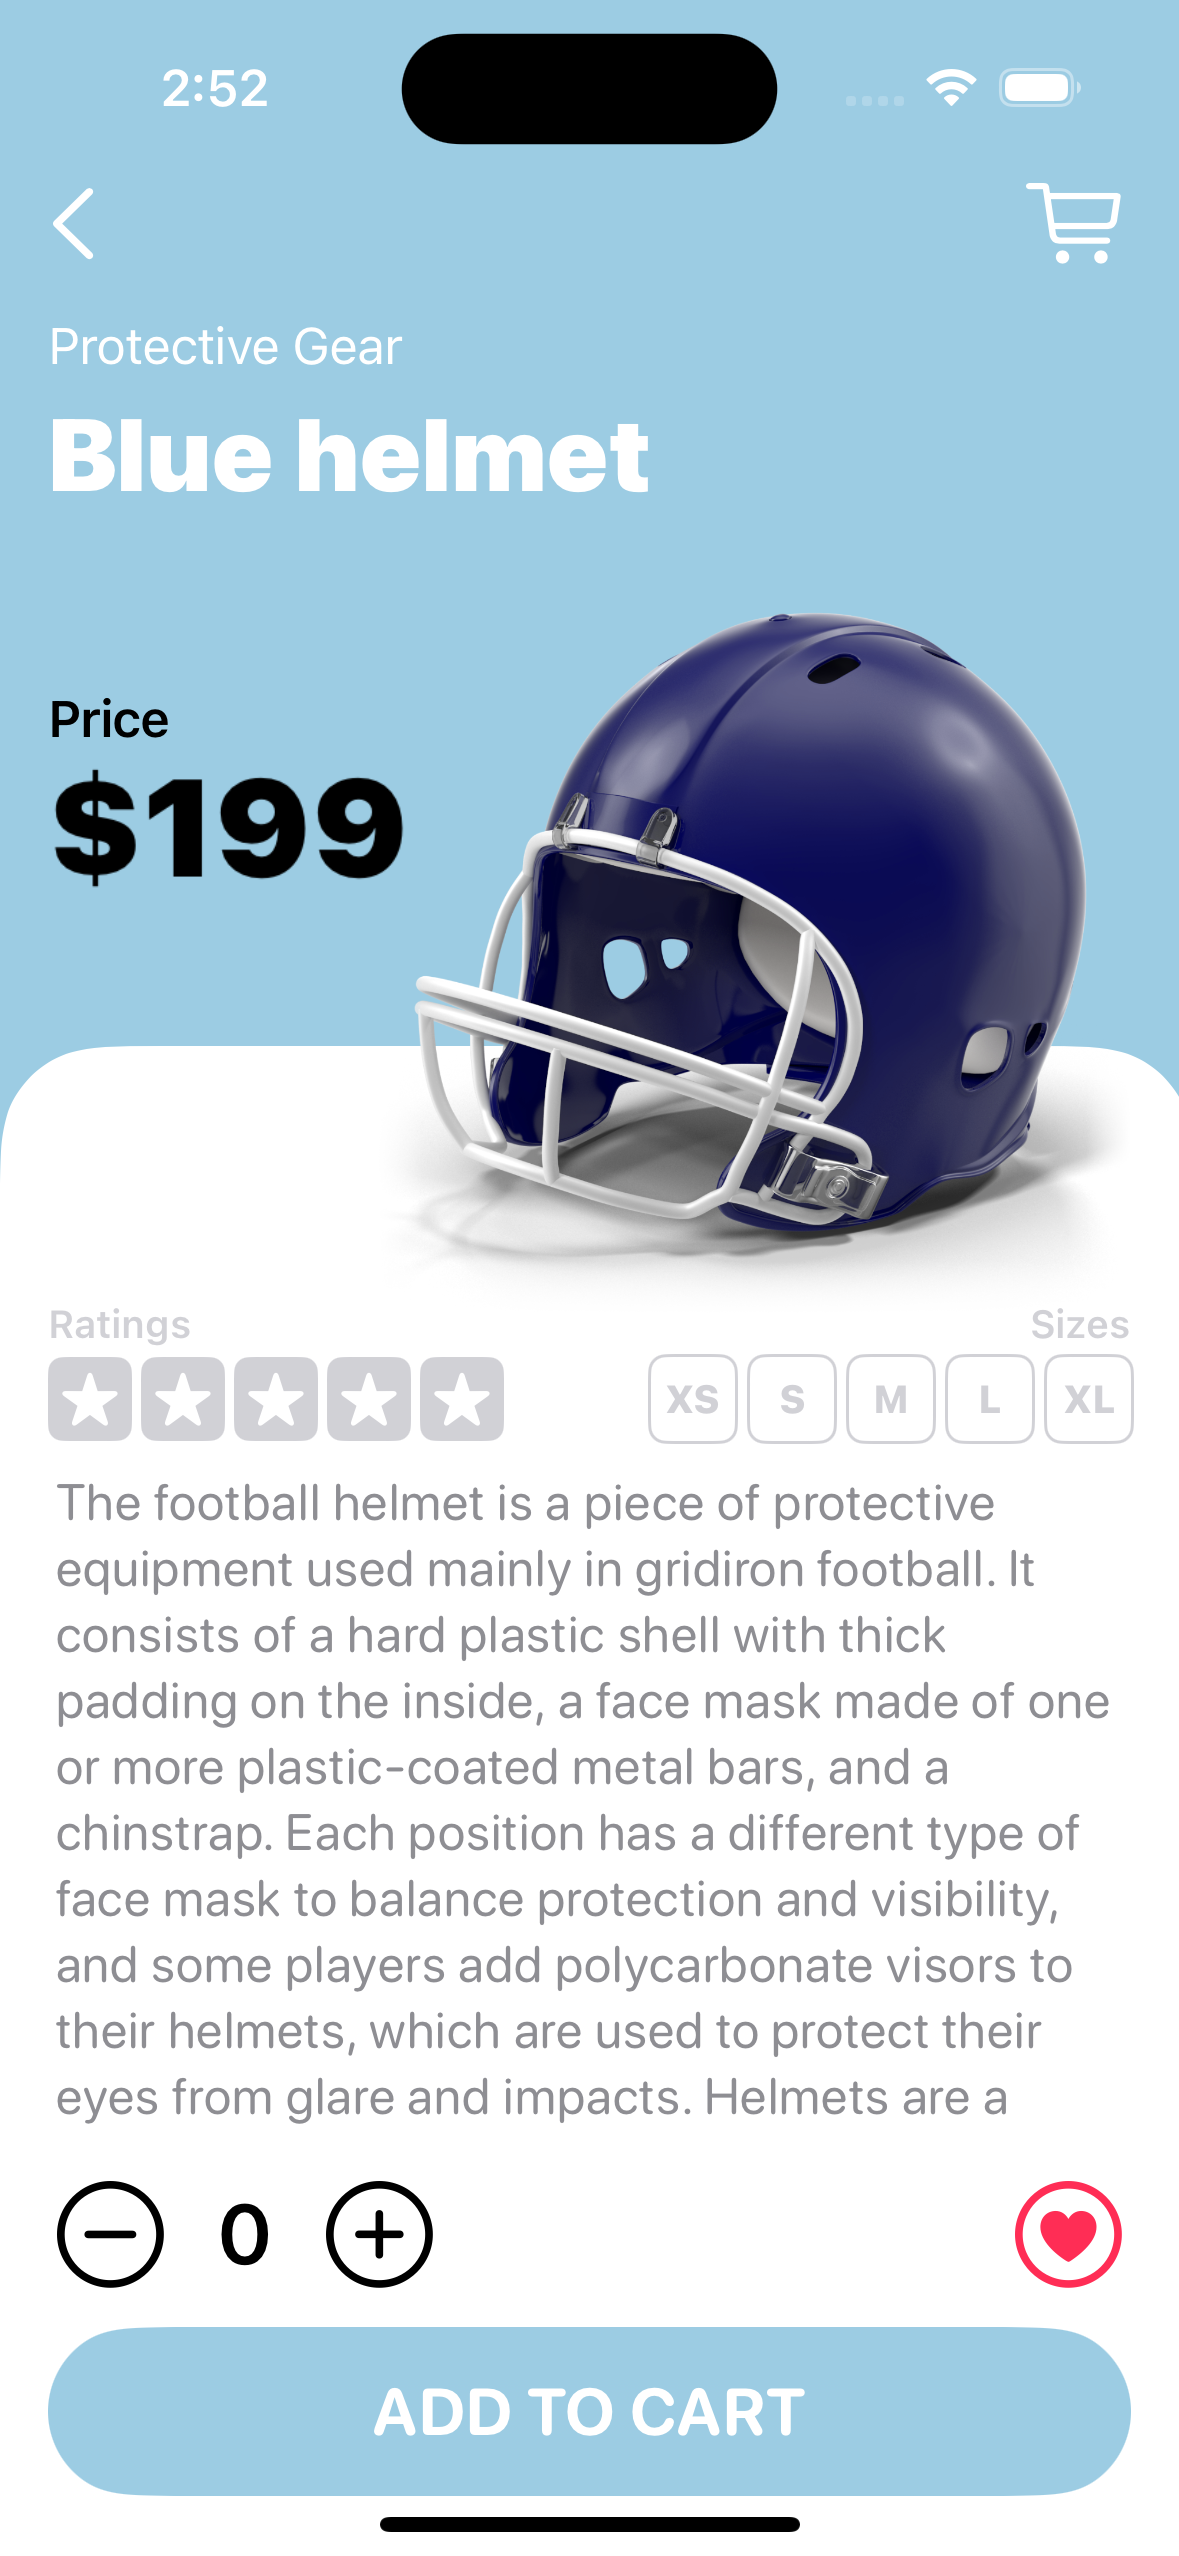 2:52
Protective Gear
Blue helmet
Price
$199
Ratings
Sizes
XS S M L XL
The football helmet is a piece of protective
equipment used mainly in gridiron football. It
consists of a hard plastic shell with thick
padding on the inside, a face mask made of one
or more plastic-coated metal bars, and a
chinstrap. Each position has a different type of
face mask to balance protection and visibility,
and some players add polycarbonate visors to
their helmets, which are used to protect their
eyes from glare and impacts. Helmets are a
0
ADD TO CART